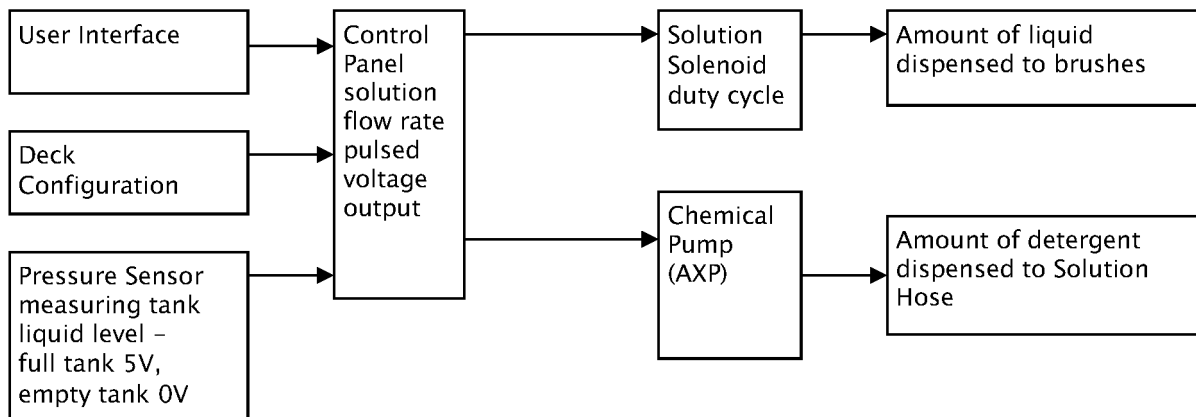 User Interface
Deck
Configuration
Pressure Sensor
measuring tank
liquid level –
full tank 5V,
empty tank 0V
Control
Panel
solution
flow rate
pulsed
voltage
output
Solution
Solenoid
duty cycle
Chemical
Pump
(AXP)
Amount of liquid
dispensed to brushes
Amount of detergent
dispensed to Solution
Hose